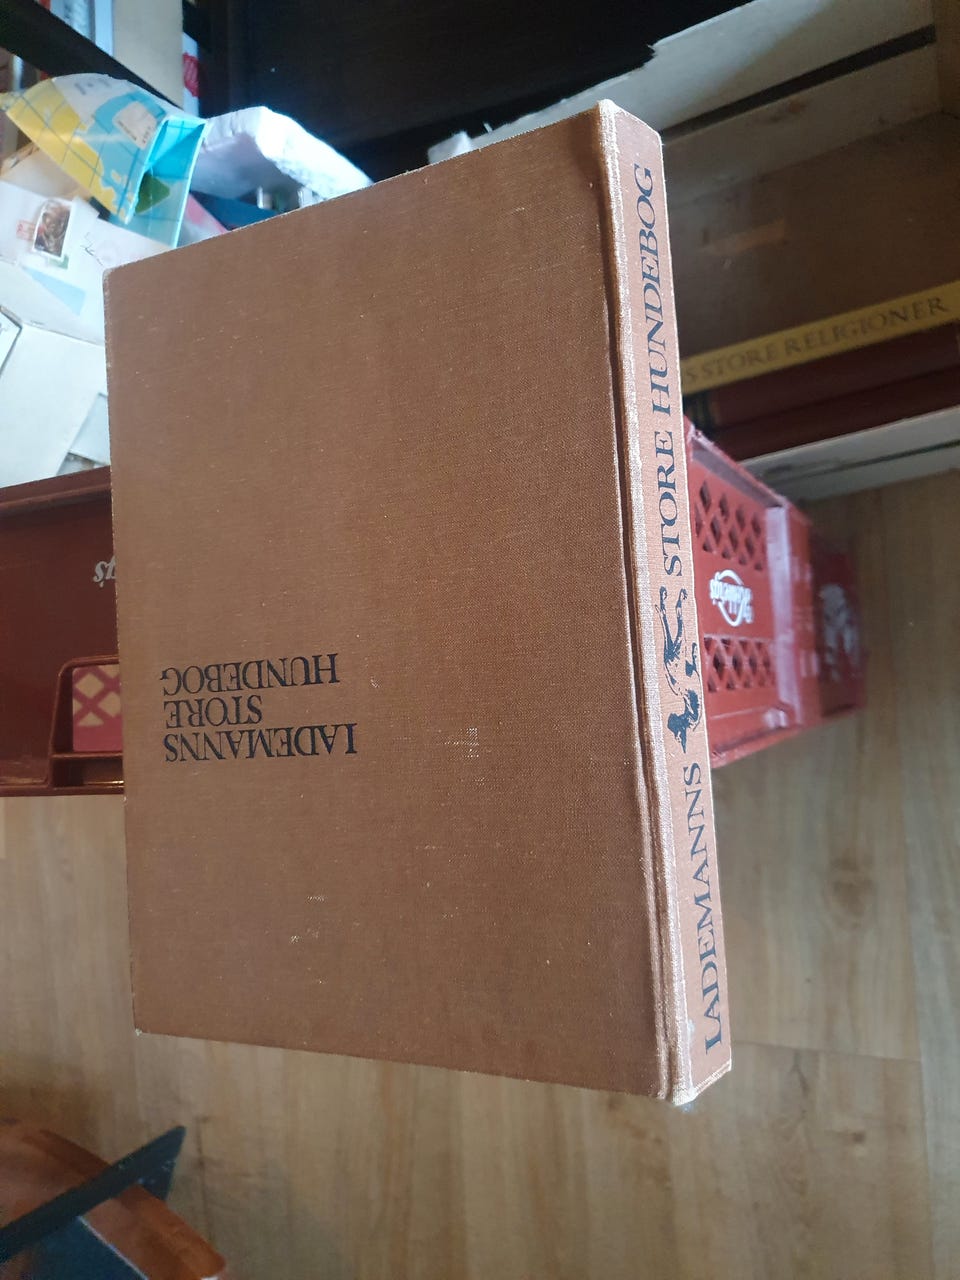 LADEMANNS
STORE
HUNDEBOG
LADEMANNS STORE HUNDEBOG
S STORE RELIGIONER